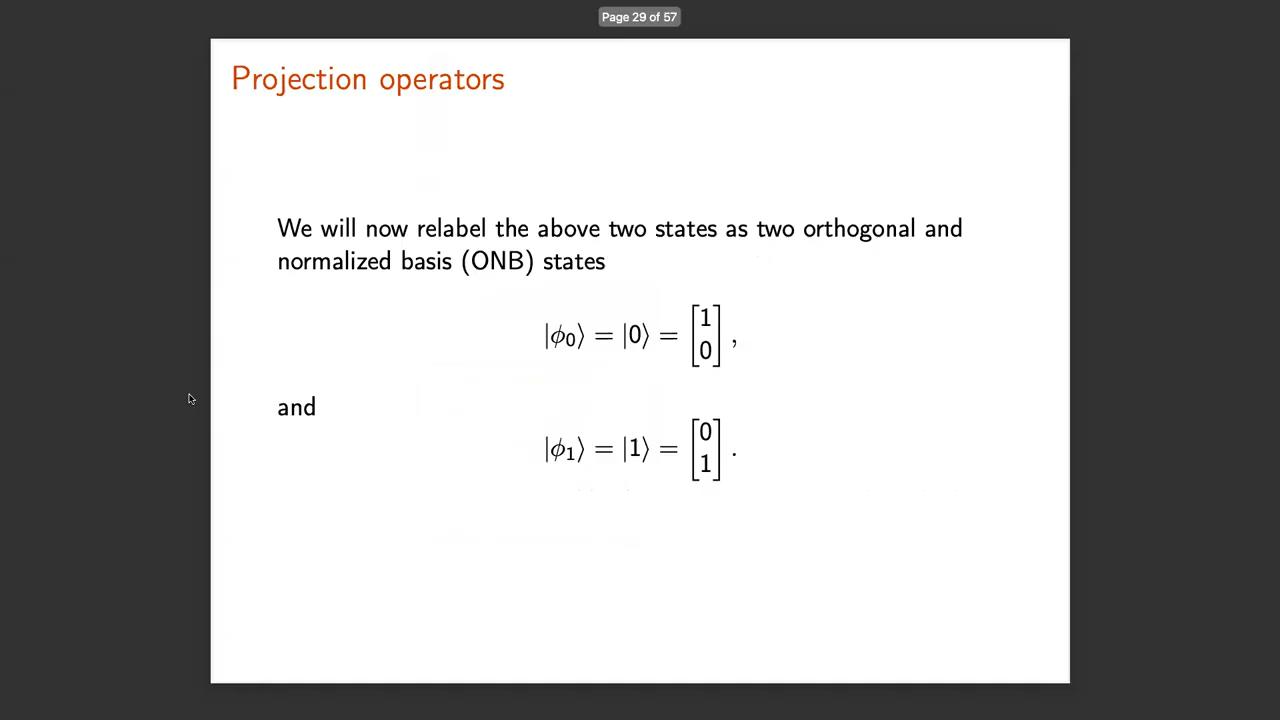 Page 29 of 57
Projection operators
We will now relabel the above two states as two orthogonal and
normalized basis (ONB) states
|ϕ₀⟩ = |0⟩ = [1 0],
and
|ϕ₁⟩ = |1⟩ = [0 1].